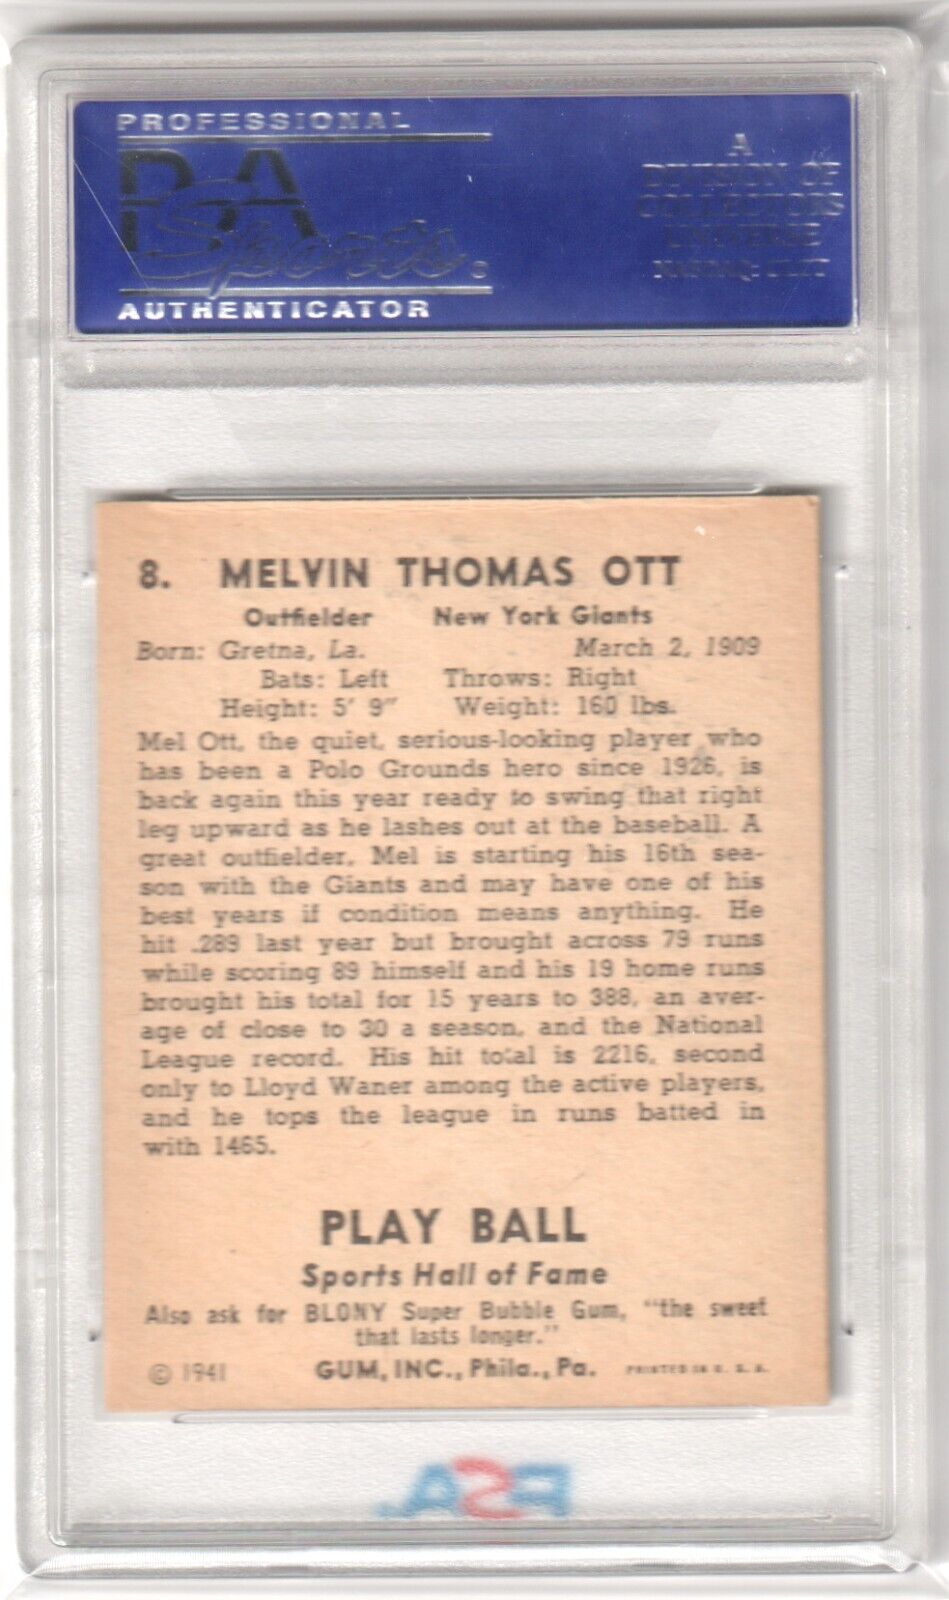 PROFESSIONAL
PSA
Sports
AUTHENTICATOR
A
DIVISION OF
COLLECTORS
UNIVERSE
NASDAQ: CLCT
8. MELVIN THOMAS OTT
Outfielder New York Giants
Born: Gretna, La. March 2, 1909
Bats: Left Throws: Right
Height: 5' 9" Weight: 160 lbs.
Mel Ott, the quiet, serious-looking player who
has been a Polo Grounds hero since 1926, is
back again this year ready to swing that right
leg upward as he lashes out at the baseball. A
great outfielder, Mel is starting his 16th sea-
son with the Giants and may have one of his
best years if condition means anything. He
hit .289 last year but brought across 79 runs
while scoring 89 himself and his 19 home runs
brought his total for 15 years to 388, an aver-
age of close to 30 a season, and the National
League record. His hit total is 2216, second
only to Lloyd Waner among the active players,
and he tops the league in runs batted in
with 1465.
PLAY BALL
Sports Hall of Fame
Also ask for BLONY Super Bubble Gum, "the sweet
that lasts longer."
© 1941 GUM, INC., Phila., Pa. PRINTED IN U. S. A.
PSA